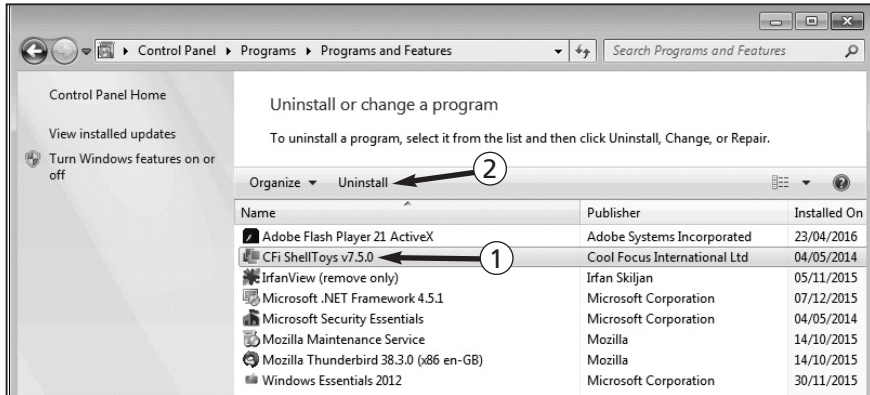 Control Panel Programs Programs and Features Search Programs and Features
Control Panel Home
View installed updates
Turn Windows features on or
off
Uninstall or change a program
To uninstall a program, select it from the list and then click Uninstall, Change, or Repair.
Organize Uninstall 2
Name Publisher Installed On
Adobe Flash Player 21 ActiveX Adobe Systems Incorporated 23/04/2016
CFi ShellToys v7.5.0 1 Cool Focus International Ltd 04/05/2014
IrfanView (remove only) Irfan Skiljan 05/11/2015
Microsoft .NET Framework 4.5.1 Microsoft Corporation 07/12/2015
Microsoft Security Essentials Microsoft Corporation 04/05/2014
Mozilla Maintenance Service Mozilla 14/10/2015
Mozilla Thunderbird 38.3.0 (x86 en-GB) Mozilla 14/10/2015
Windows Essentials 2012 Microsoft Corporation 30/11/2015